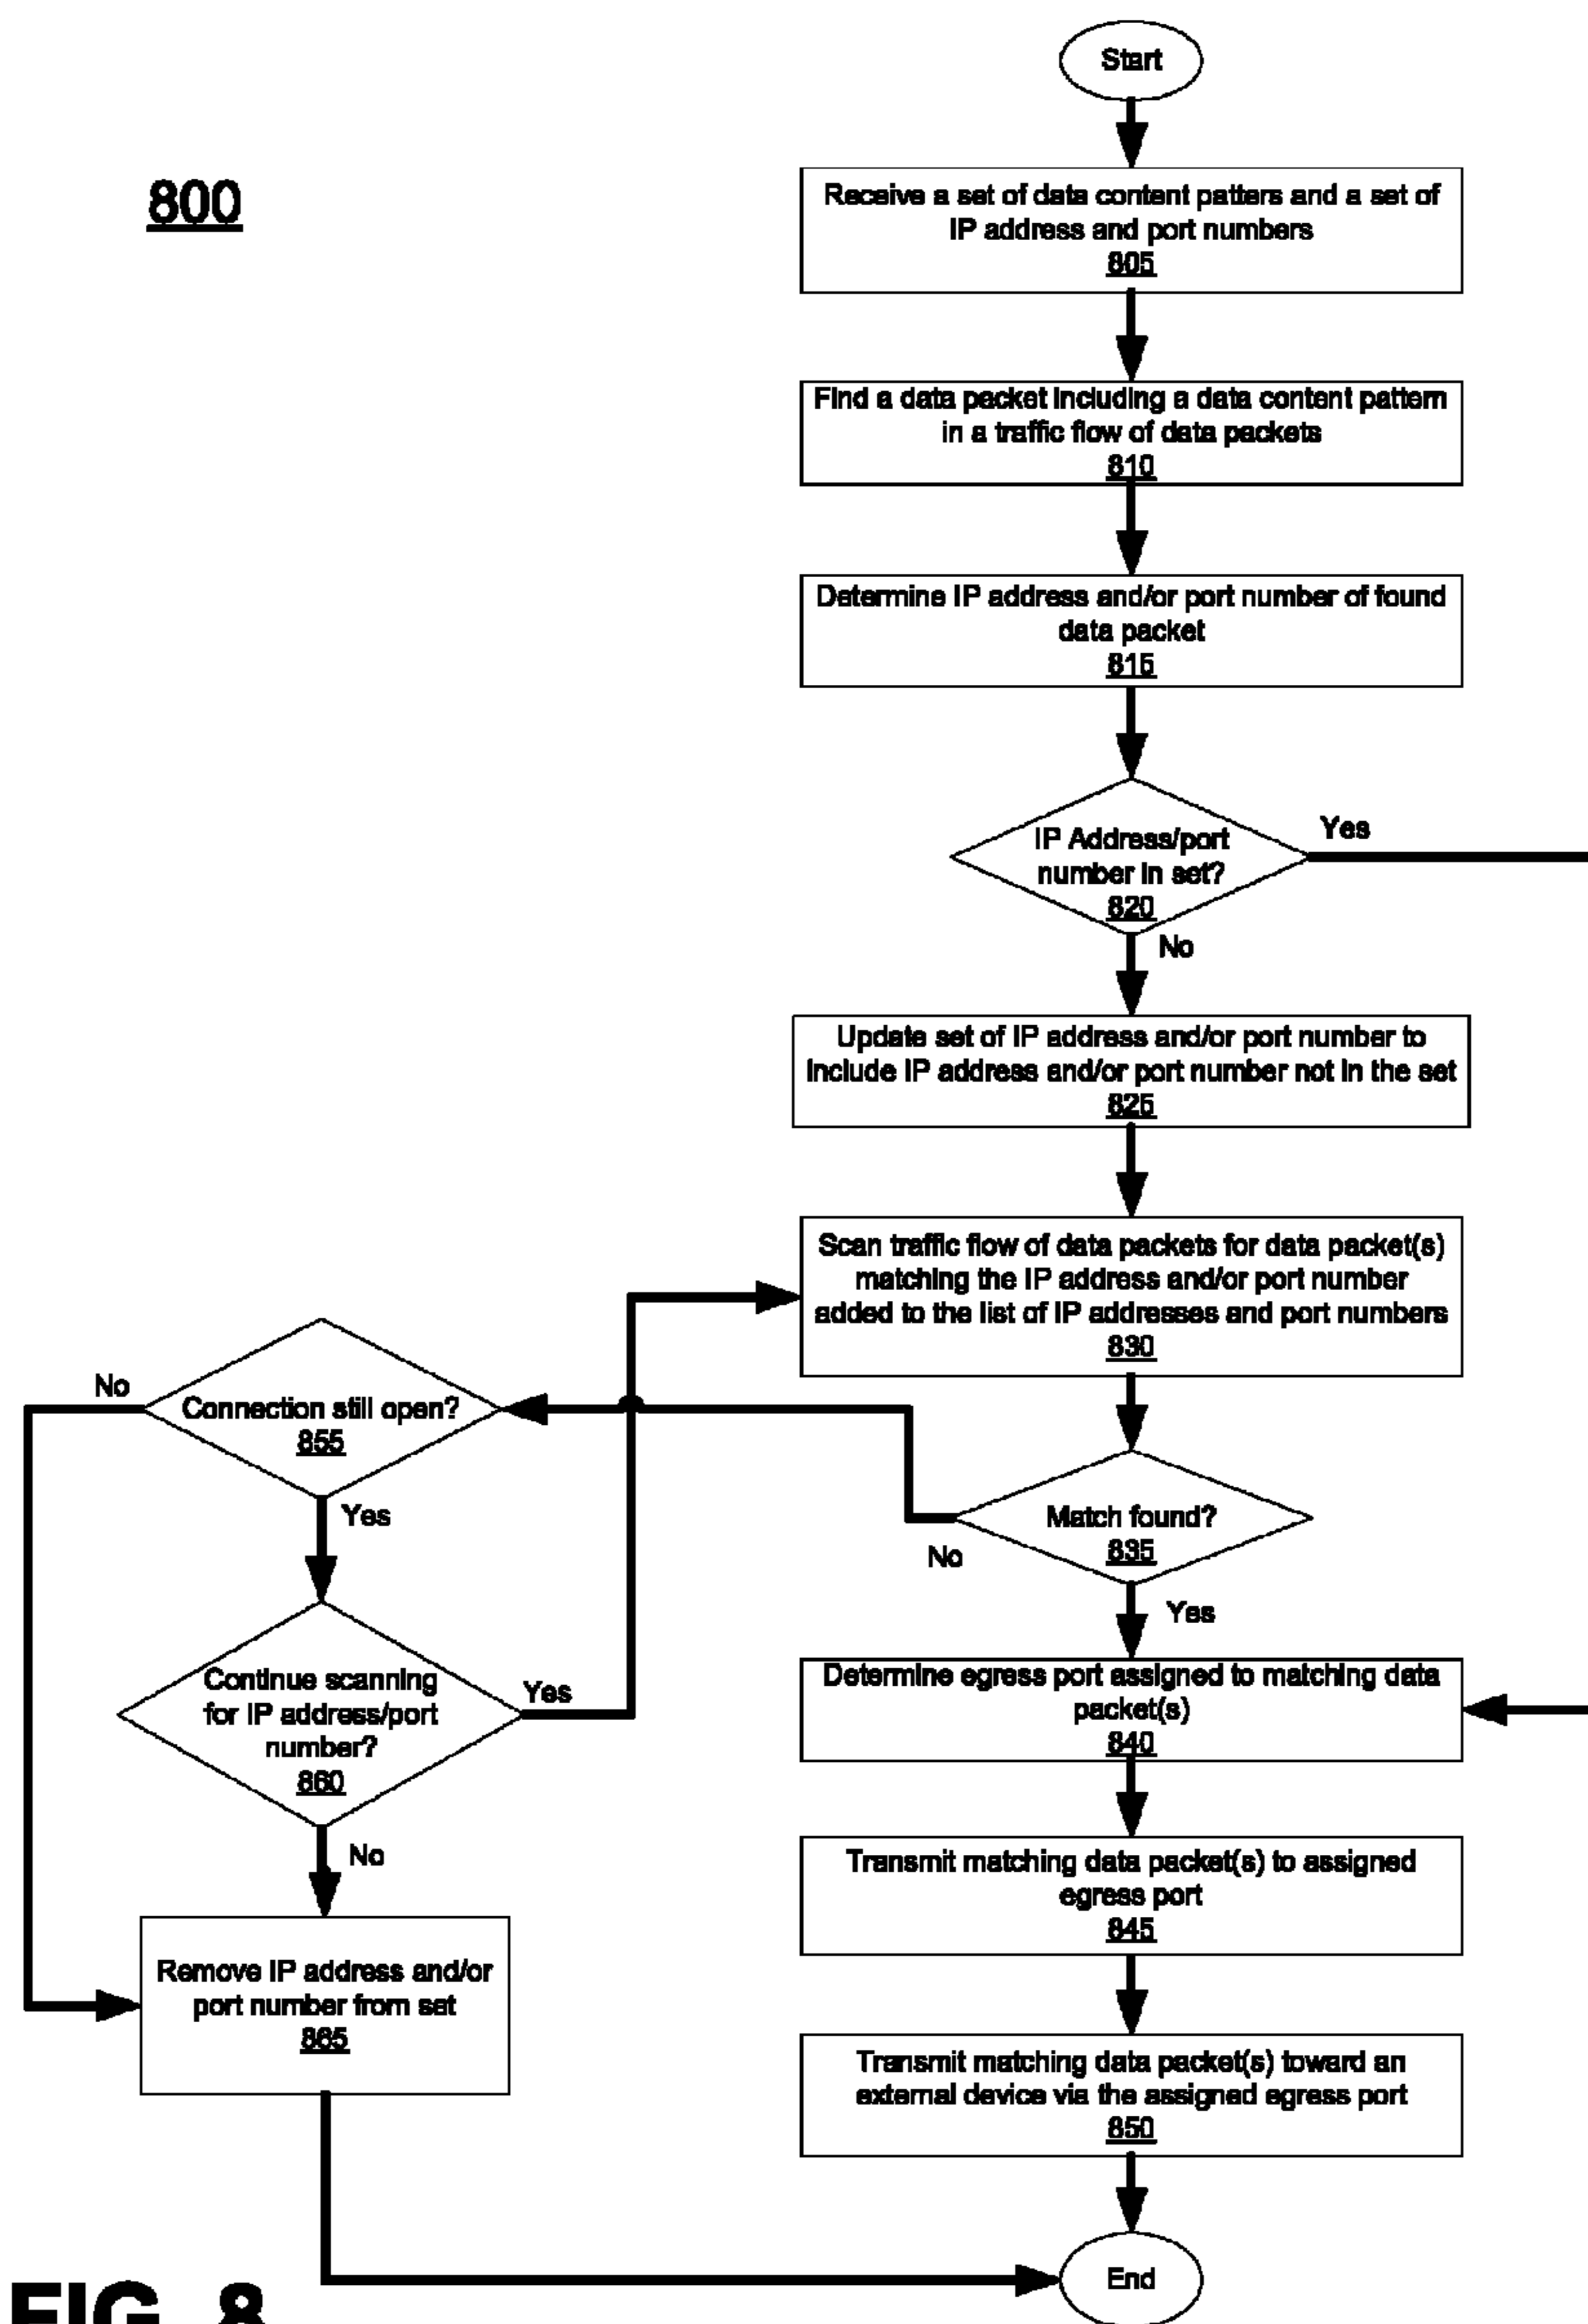 Start
800
Receive a set of data content patters and a set of
IP address and port numbers
805
Find a data packet including a data content pattern
in a traffic flow of data packets
810
Determine IP address and/or port number of found
data packet
815
IP Address/port
number in set?
820
Yes
No
Update set of IP address and/or port number to
include IP address and/or port number not in the set
825
Scan traffic flow of data packets for data packet(s)
matching the IP address and/or port number
added to the list of IP addresses and port numbers
830
Match found?
835
No
Yes
Connection still open?
855
No
Yes
Continue scanning
for IP address/port
number?
860
Yes
No
Remove IP address and/or
port number from set
865
Determine egress port assigned to matching data
packet(s)
840
Transmit matching data packet(s) to assigned
egress port
845
Transmit matching data packet(s) toward an
external device via the assigned egress port
850
End
FIG. 8